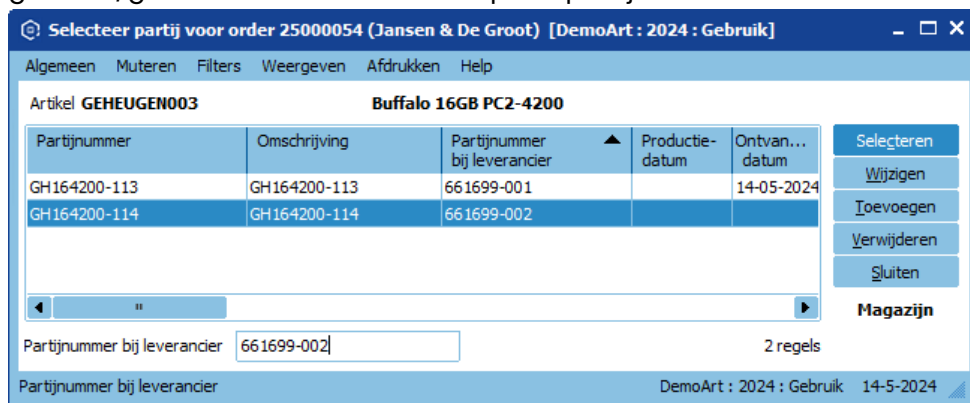 Selecteer partij voor order 25000054 (Jansen & De Groot) [DemoArt : 2024 : Gebruik]
Algemeen Muteren Filters Weergeven Afdrukken Help
Artikel GEHEUGEN003 Buffalo 16GB PC2-4200
Partijnummer Omschrijving Partijnummer bij leverancier Productie-datum Ontvan... datum
GH164200-113 GH164200-113 661699-001 14-05-2024
GH164200-114 GH164200-114 661699-002
Selecteren
Wijzigen
Toevoegen
Verwijderen
Sluiten
Magazijn
Partijnummer bij leverancier 661699-002 2 regels
Partijnummer bij leverancier DemoArt : 2024 : Gebruik 14-5-2024